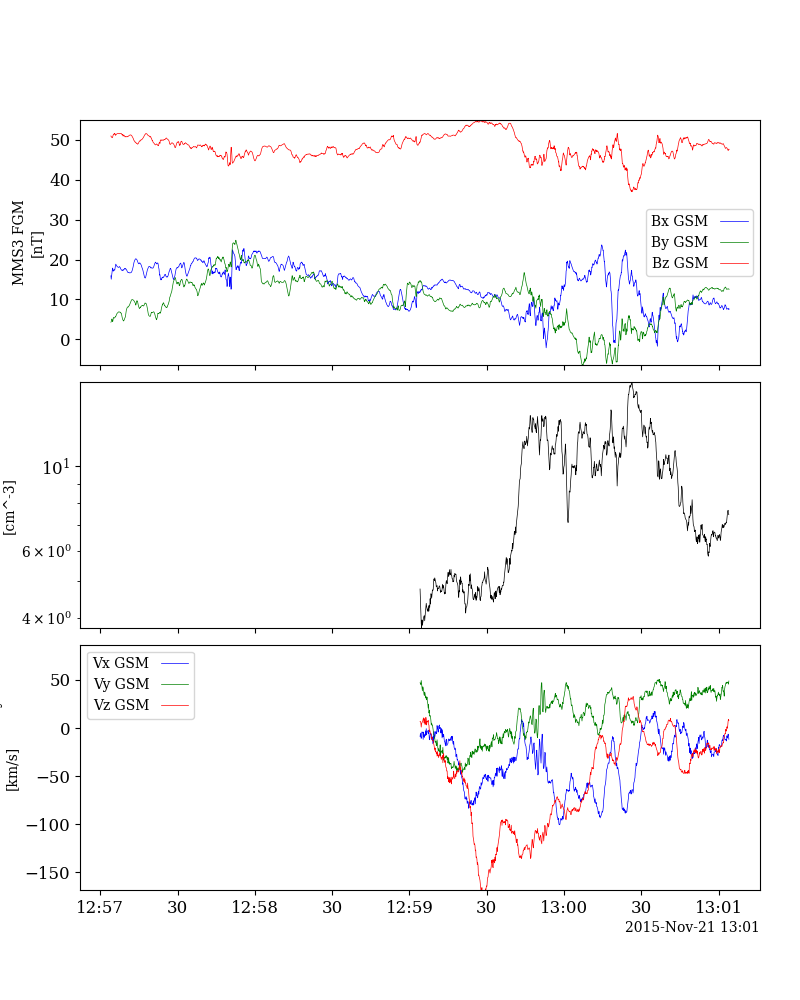 50
40
30
20
10
0
MMS3 FGM
[nT]
Bx GSM
By GSM
Bz GSM
10^1
6 × 10^0
4 × 10^0
[cm^-3]
Vx GSM
Vy GSM
Vz GSM
50
0
−50
−100
−150
[km/s]
12:57 30 12:58 30 12:59 30 13:00 30 13:01
2015-Nov-21 13:01